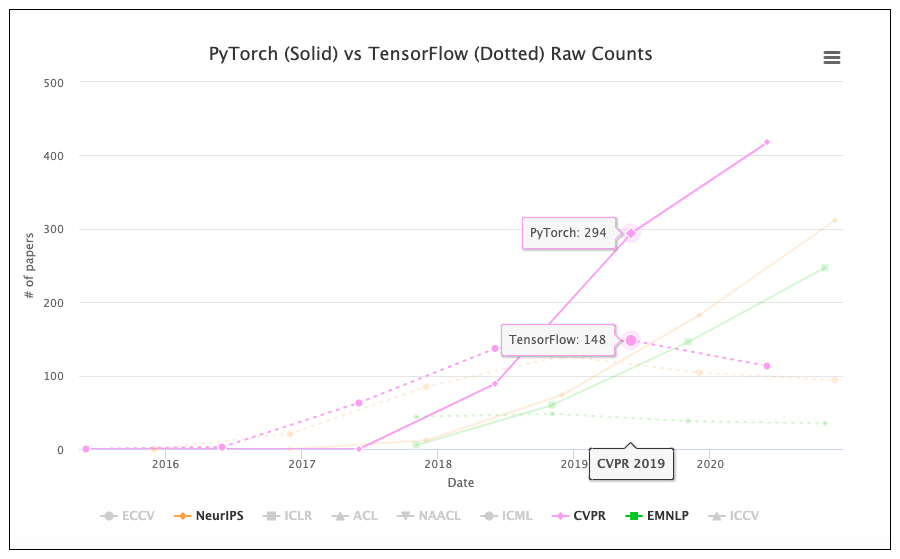 PyTorch (Solid) vs TensorFlow (Dotted) Raw Counts
500
400
300
200
100
0
# of papers
PyTorch: 294
TensorFlow: 148
CVPR 2019
2016
2017
2018
2019
2020
Date
ECCV NeurIPS ICLR ACL NAACL ICML CVPR EMNLP ICCV